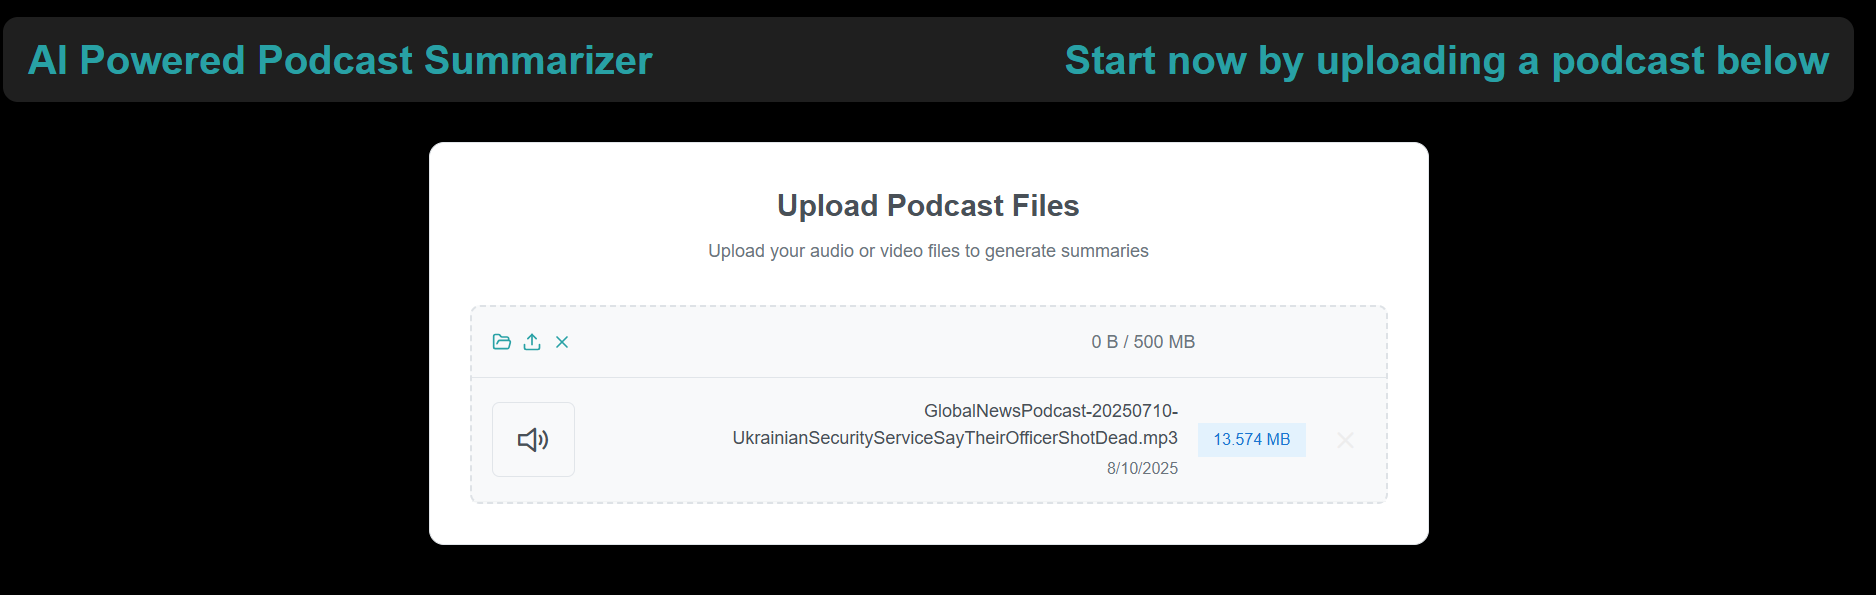 AI Powered Podcast Summarizer
Start now by uploading a podcast below
Upload Podcast Files
Upload your audio or video files to generate summaries
0 B / 500 MB
GlobalNewsPodcast-20250710-
UkrainianSecurityServiceSayTheirOfficerShotDead.mp3
13.574 MB
8/10/2025